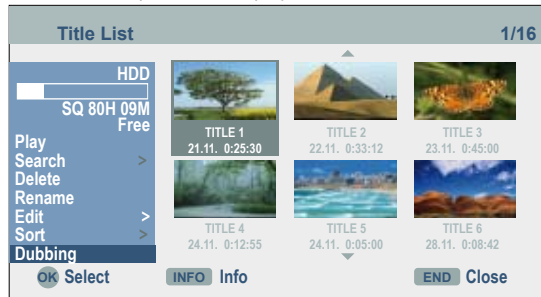 Title List 1/16
HDD
SQ 80H 09M
Free
Play
Search >
Delete
Rename
Edit >
Sort >
Dubbing
TITLE 1
21.11. 0:25:30
TITLE 2
22.11. 0:33:12
TITLE 3
23.11. 0:45:00
TITLE 4
24.11. 0:12:55
TITLE 5
24.11. 0:05:00
TITLE 6
28.11. 0:08:42
OK Select INFO Info END Close